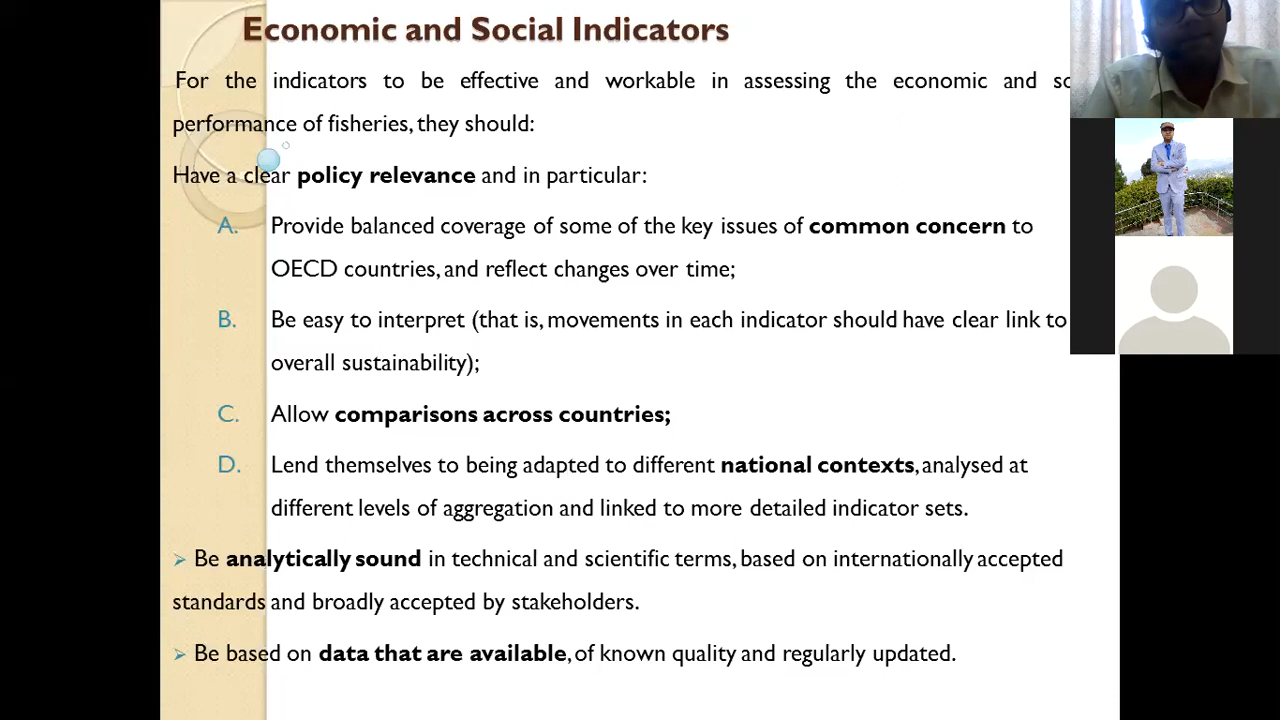 Economic and Social Indicators
For the indicators to be effective and workable in assessing the economic and
performance of fisheries, they should:
Have a clear policy relevance and in particular:
A. Provide balanced coverage of some of the key issues of common concern to
OECD countries, and reflect changes over time;
B. Be easy to interpret (that is, movements in each indicator should have clear link to
overall sustainability);
C. Allow comparisons across countries;
D. Lend themselves to being adapted to different national contexts, analysed at
different levels of aggregation and linked to more detailed indicator sets.
➢ Be analytically sound in technical and scientific terms, based on internationally accepted
standards and broadly accepted by stakeholders.
➢ Be based on data that are available, of known quality and regularly updated.